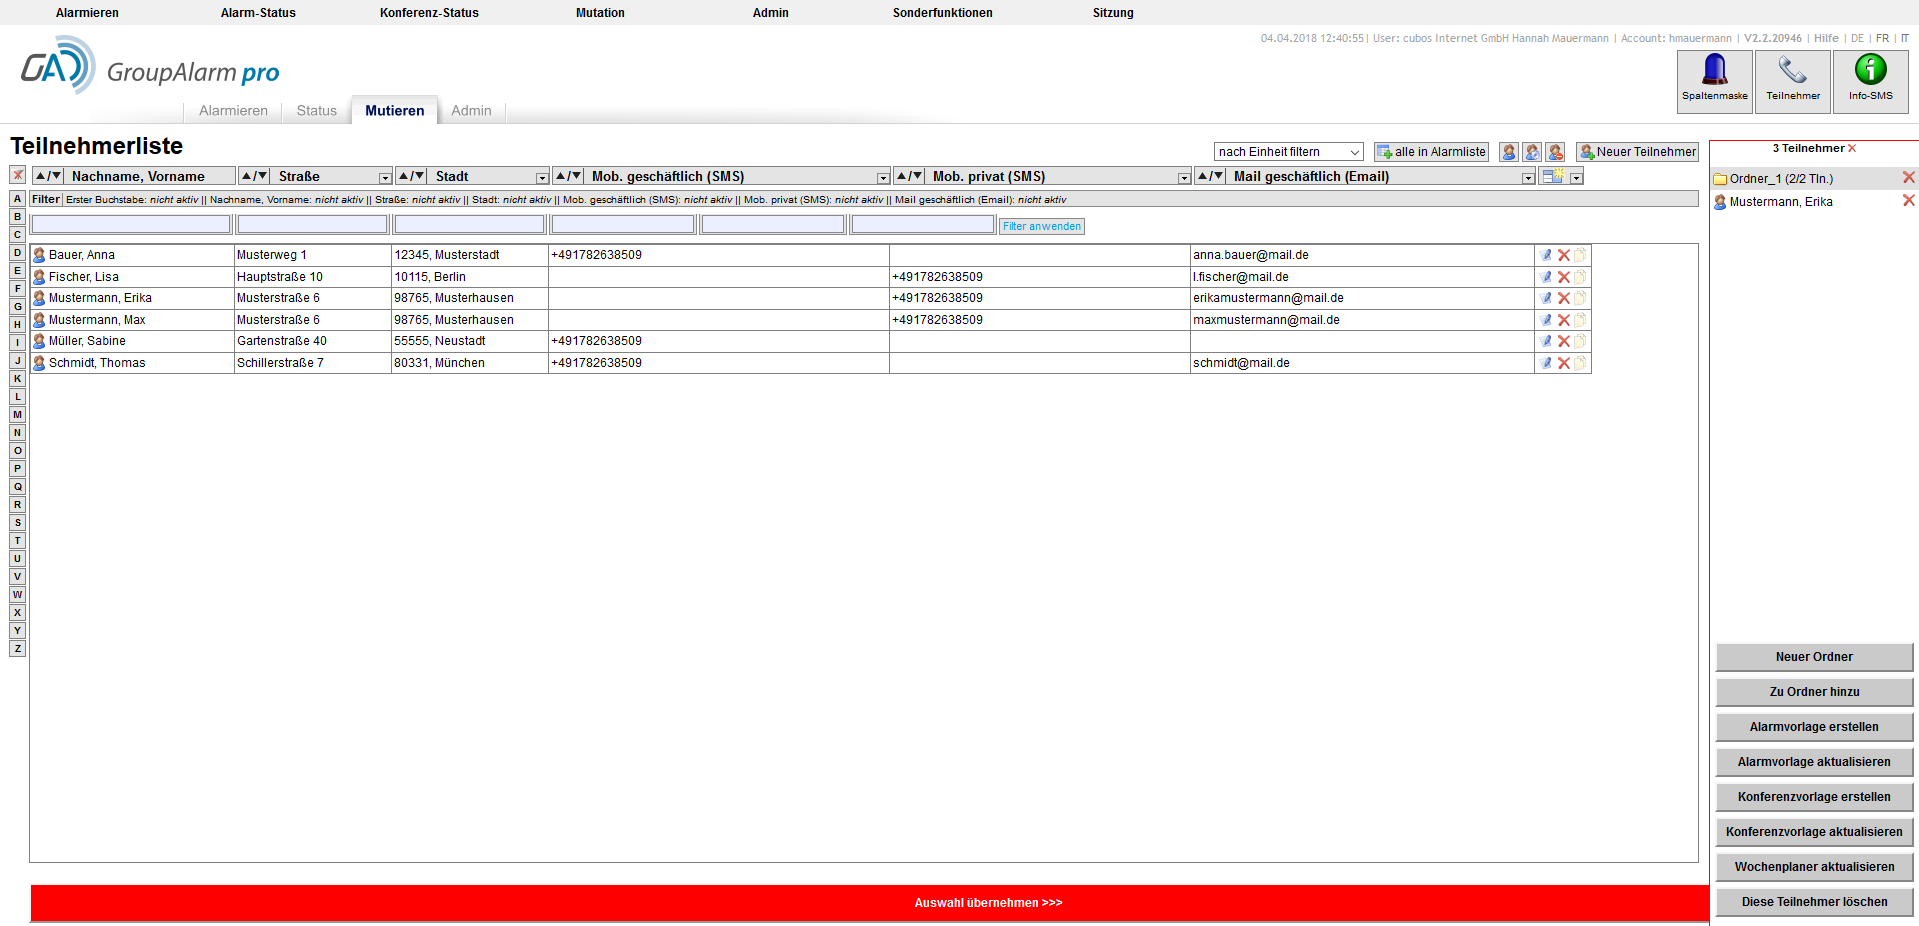 Alarmieren Alarm-Status Konferenz-Status Mutation Admin Sonderfunktionen Sitzung
04.04.2018 12:40:55| User: cubos Internet GmbH Hannah Mauermann | Account: hmauermann | V2.2.20946 | Hilfe | DE | FR | IT
GAD GroupAlarm pro
Spaltenmaske Teilnehmer Info-SMS
Alarmieren Status Mutieren Admin
Teilnehmerliste
nach Einheit filtern alle in Alarmliste Neuer Teilnehmer
3 Teilnehmer
▲/▼ Nachname, Vorname ▲/▼ Straße ▲/▼ Stadt ▲/▼ Mob. geschäftlich (SMS) ▲/▼ Mob. privat (SMS) ▲/▼ Mail geschäftlich (Email)
Ordner_1 (2/2 Tln.)
Mustermann, Erika
Filter Erster Buchstabe: nicht aktiv || Nachname, Vorname: nicht aktiv || Straße: nicht aktiv || Stadt: nicht aktiv || Mob. geschäftlich (SMS): nicht aktiv || Mob. privat (SMS): nicht aktiv || Mail geschäftlich (Email): nicht aktiv
Filter anwenden
Bauer, Anna Musterweg 1 12345, Musterstadt +491782638509 anna.bauer@mail.de
Fischer, Lisa Hauptstraße 10 10115, Berlin +491782638509 l.fischer@mail.de
Mustermann, Erika Musterstraße 6 98765, Musterhausen +491782638509 erikamustermann@mail.de
Mustermann, Max Musterstraße 6 98765, Musterhausen +491782638509 maxmustermann@mail.de
Müller, Sabine Gartenstraße 40 55555, Neustadt +491782638509
Schmidt, Thomas Schillerstraße 7 80331, München +491782638509 schmidt@mail.de
A
B
C
D
E
F
G
H
I
J
K
L
M
N
O
P
Q
R
S
T
U
V
W
X
Y
Z
Neuer Ordner
Zu Ordner hinzu
Alarmvorlage erstellen
Alarmvorlage aktualisieren
Konferenzvorlage erstellen
Konferenzvorlage aktualisieren
Wochenplaner aktualisieren
Diese Teilnehmer löschen
Auswahl übernehmen >>>